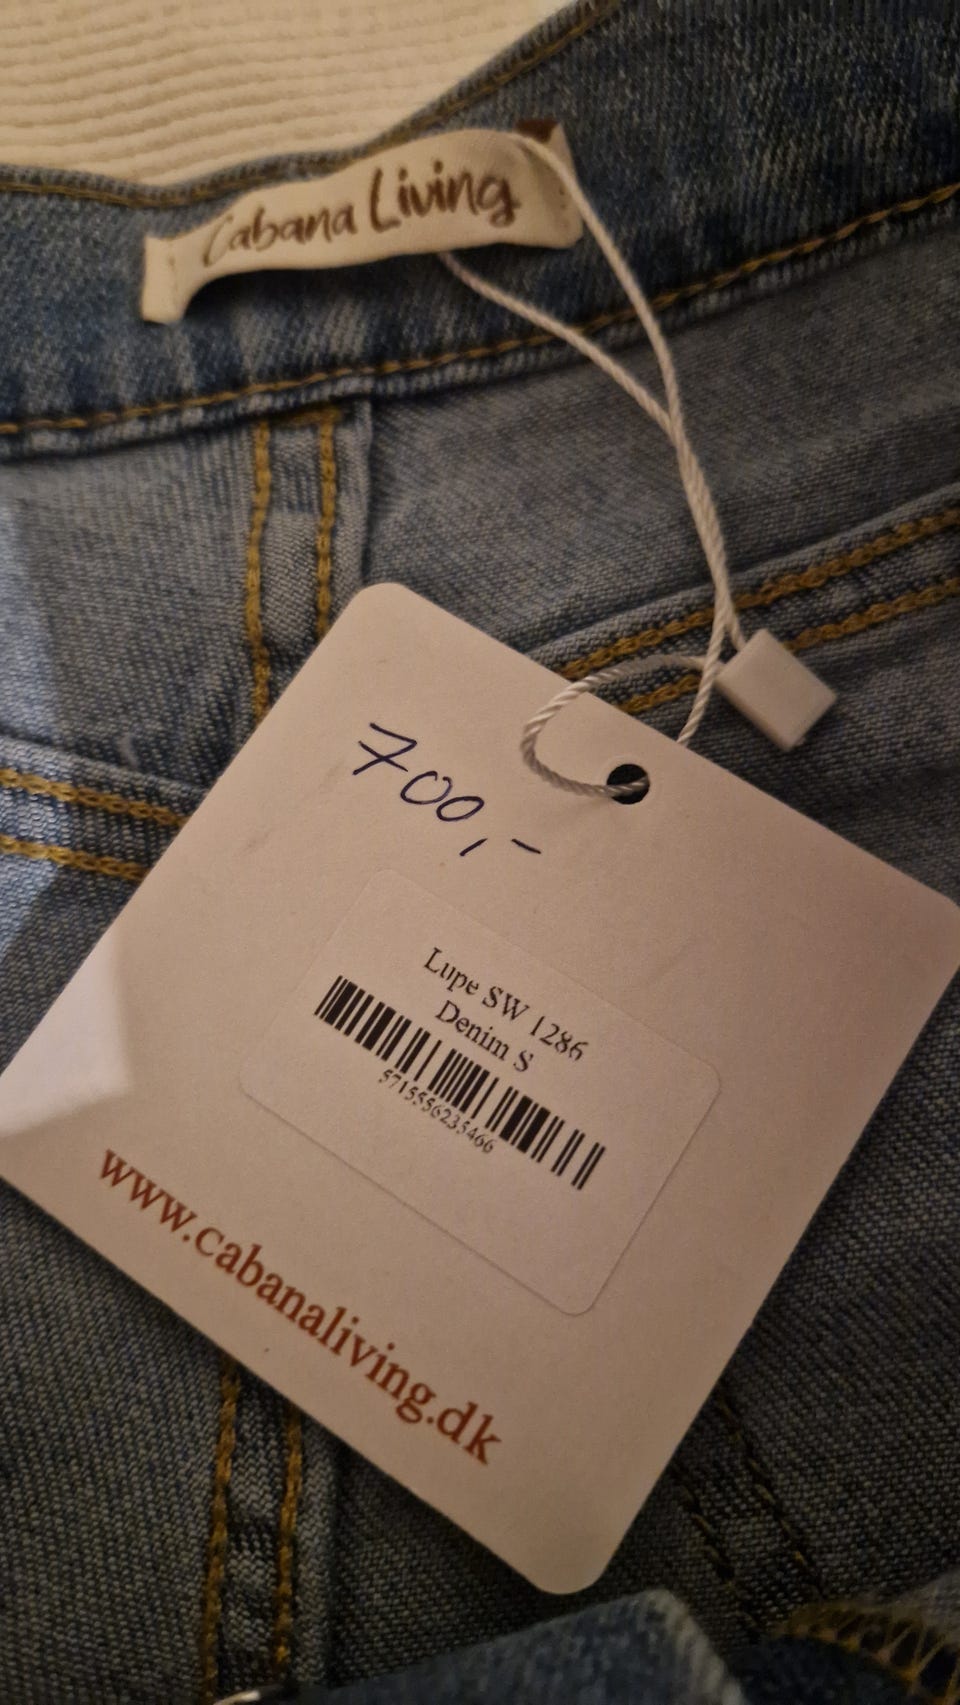 Cabana Living
700,-
Lupe SW 1286
Denim S
5715556235466
www.cabanaliving.dk